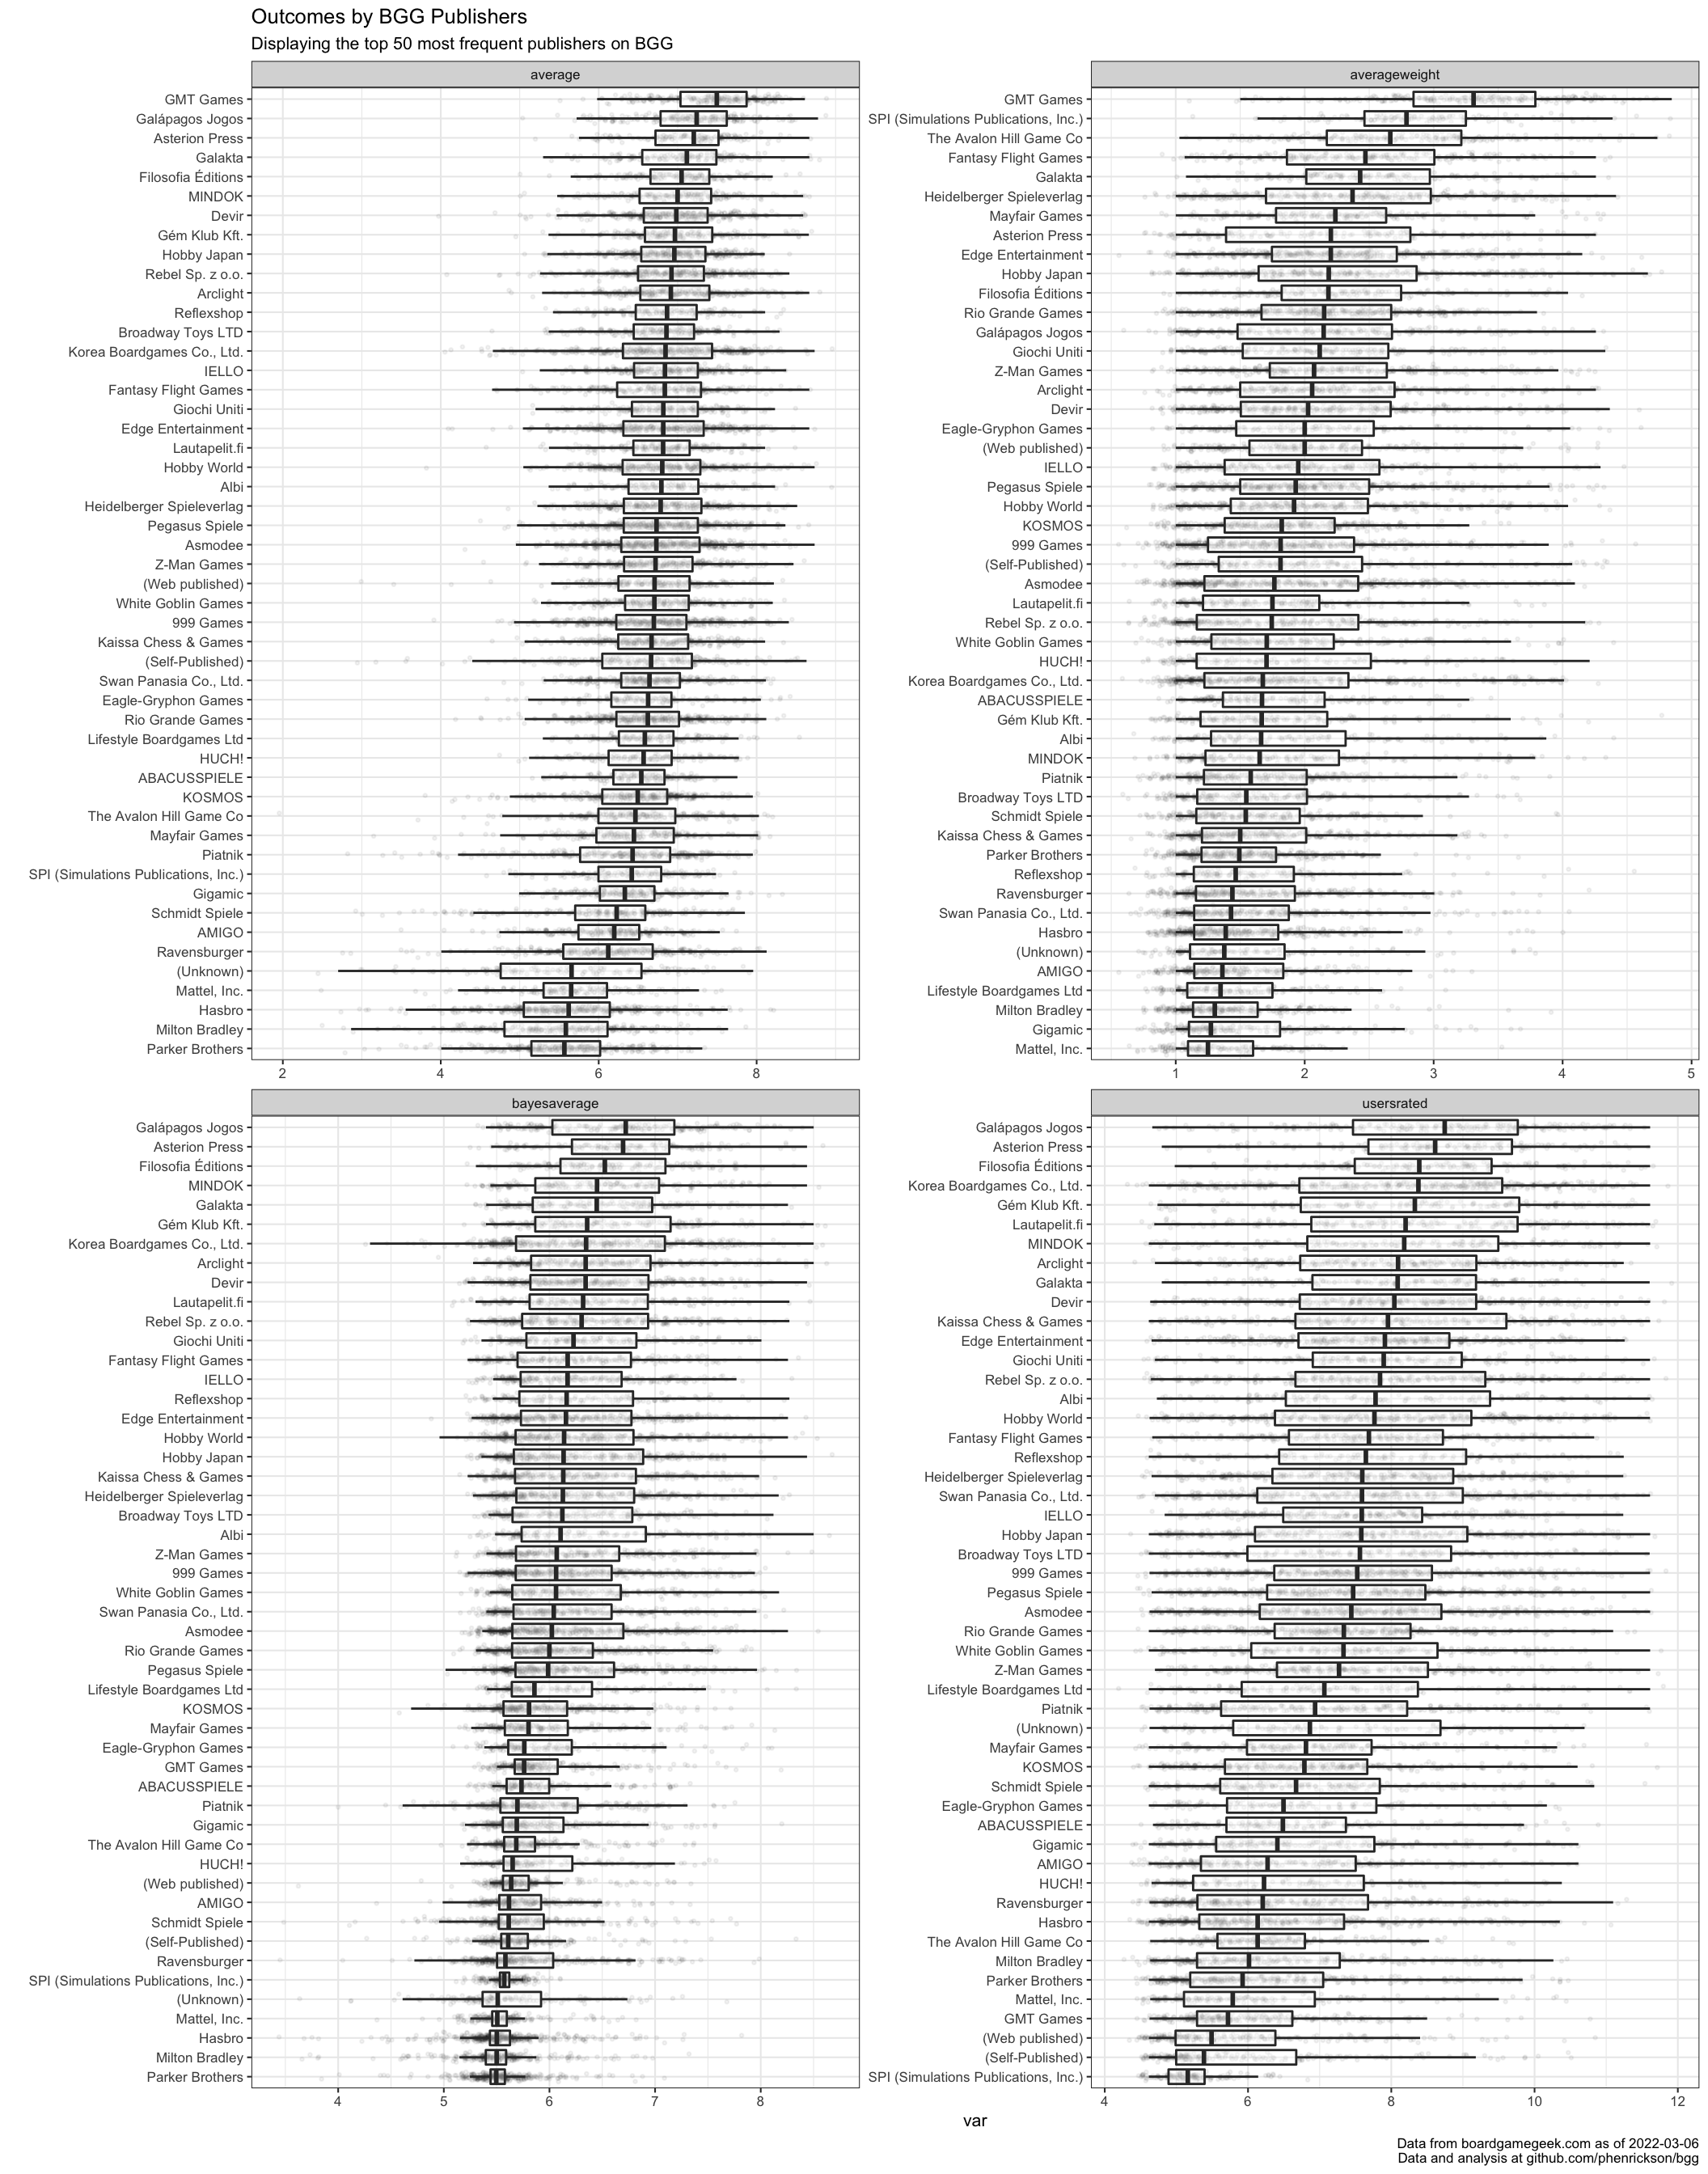 Outcomes by BGG Publishers
Displaying the top 50 most frequent publishers on BGG
average
GMT Games
Galápagos Jogos
Asterion Press
Galakta
Filosofia Éditions
MINDOK
Devir
Gém Klub Kft.
Hobby Japan
Rebel Sp. z o.o.
Arclight
Reflexshop
Broadway Toys LTD
Korea Boardgames Co., Ltd.
IELLO
Fantasy Flight Games
Giochi Uniti
Edge Entertainment
Lautapelit.fi
Hobby World
Albi
Heidelberger Spieleverlag
Pegasus Spiele
Asmodee
Z-Man Games
(Web published)
White Goblin Games
999 Games
Kaissa Chess & Games
(Self-Published)
Swan Panasia Co., Ltd.
Eagle-Gryphon Games
Rio Grande Games
Lifestyle Boardgames Ltd
HUCH!
ABACUSSPIELE
KOSMOS
The Avalon Hill Game Co
Mayfair Games
Piatnik
SPI (Simulations Publications, Inc.)
Gigamic
Schmidt Spiele
AMIGO
Ravensburger
(Unknown)
Mattel, Inc.
Hasbro
Milton Bradley
Parker Brothers
2 4 6 8
averageweight
GMT Games
SPI (Simulations Publications, Inc.)
The Avalon Hill Game Co
Fantasy Flight Games
Galakta
Heidelberger Spieleverlag
Mayfair Games
Asterion Press
Edge Entertainment
Hobby Japan
Filosofia Éditions
Rio Grande Games
Galápagos Jogos
Giochi Uniti
Z-Man Games
Arclight
Devir
Eagle-Gryphon Games
(Web published)
IELLO
Pegasus Spiele
Hobby World
KOSMOS
999 Games
(Self-Published)
Asmodee
Lautapelit.fi
Rebel Sp. z o.o.
White Goblin Games
HUCH!
Korea Boardgames Co., Ltd.
ABACUSSPIELE
Gém Klub Kft.
Albi
MINDOK
Piatnik
Broadway Toys LTD
Schmidt Spiele
Kaissa Chess & Games
Parker Brothers
Reflexshop
Ravensburger
Swan Panasia Co., Ltd.
Hasbro
(Unknown)
AMIGO
Lifestyle Boardgames Ltd
Milton Bradley
Gigamic
Mattel, Inc.
1 2 3 4 5
bayesaverage
Galápagos Jogos
Asterion Press
Filosofia Éditions
MINDOK
Galakta
Gém Klub Kft.
Korea Boardgames Co., Ltd.
Arclight
Devir
Lautapelit.fi
Rebel Sp. z o.o.
Giochi Uniti
Fantasy Flight Games
IELLO
Reflexshop
Edge Entertainment
Hobby World
Hobby Japan
Kaissa Chess & Games
Heidelberger Spieleverlag
Broadway Toys LTD
Albi
Z-Man Games
999 Games
White Goblin Games
Swan Panasia Co., Ltd.
Asmodee
Rio Grande Games
Pegasus Spiele
Lifestyle Boardgames Ltd
KOSMOS
Mayfair Games
Eagle-Gryphon Games
GMT Games
ABACUSSPIELE
Piatnik
Gigamic
The Avalon Hill Game Co
HUCH!
(Web published)
AMIGO
Schmidt Spiele
(Self-Published)
Ravensburger
SPI (Simulations Publications, Inc.)
(Unknown)
Mattel, Inc.
Hasbro
Milton Bradley
Parker Brothers
4 5 6 7 8
usersrated
Galápagos Jogos
Asterion Press
Filosofia Éditions
Korea Boardgames Co., Ltd.
Gém Klub Kft.
Lautapelit.fi
MINDOK
Arclight
Galakta
Devir
Kaissa Chess & Games
Edge Entertainment
Giochi Uniti
Rebel Sp. z o.o.
Albi
Hobby World
Fantasy Flight Games
Reflexshop
Heidelberger Spieleverlag
Swan Panasia Co., Ltd.
IELLO
Hobby Japan
Broadway Toys LTD
999 Games
Pegasus Spiele
Asmodee
Rio Grande Games
White Goblin Games
Z-Man Games
Lifestyle Boardgames Ltd
Piatnik
(Unknown)
Mayfair Games
KOSMOS
Schmidt Spiele
Eagle-Gryphon Games
ABACUSSPIELE
Gigamic
AMIGO
HUCH!
Ravensburger
Hasbro
The Avalon Hill Game Co
Milton Bradley
Parker Brothers
Mattel, Inc.
GMT Games
(Web published)
(Self-Published)
SPI (Simulations Publications, Inc.)
4 6 8 10 12
var
Data from boardgamegeek.com as of 2022-03-06
Data and analysis at github.com/phenrickson/bgg